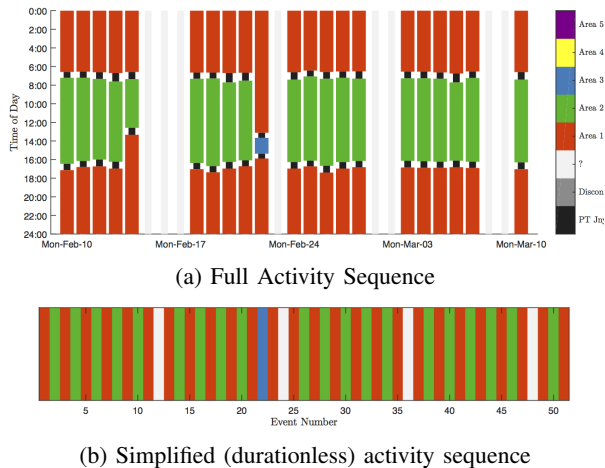 0:00
2:00
4:00
6:00
8:00
10:00
12:00
14:00
16:00
18:00
20:00
22:00
24:00
Time of Day
Mon-Feb-10 Mon-Feb-17 Mon-Feb-24 Mon-Mar-03 Mon-Mar-10
Area 5
Area 4
Area 3
Area 2
Area 1
?
Discon
PT Jny
(a) Full Activity Sequence
5 10 15 20 25 30 35 40 45 50
Event Number
(b) Simplified (durationless) activity sequence